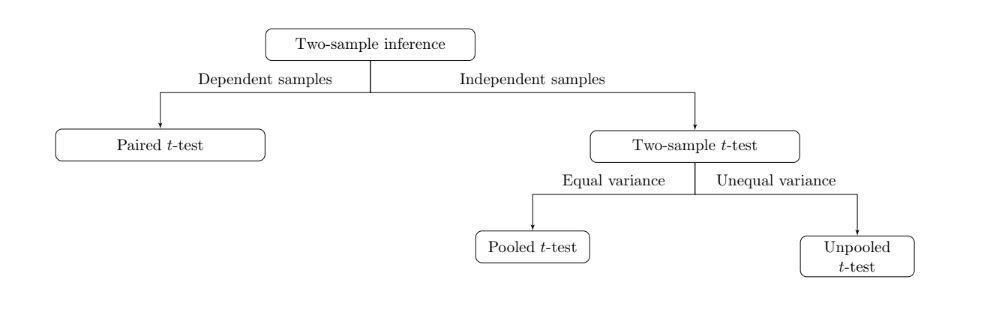 Two-sample inference
Dependent samples
Independent samples
Paired t-test
Two-sample t-test
Equal variance
Unequal variance
Pooled t-test
Unpooled
t-test